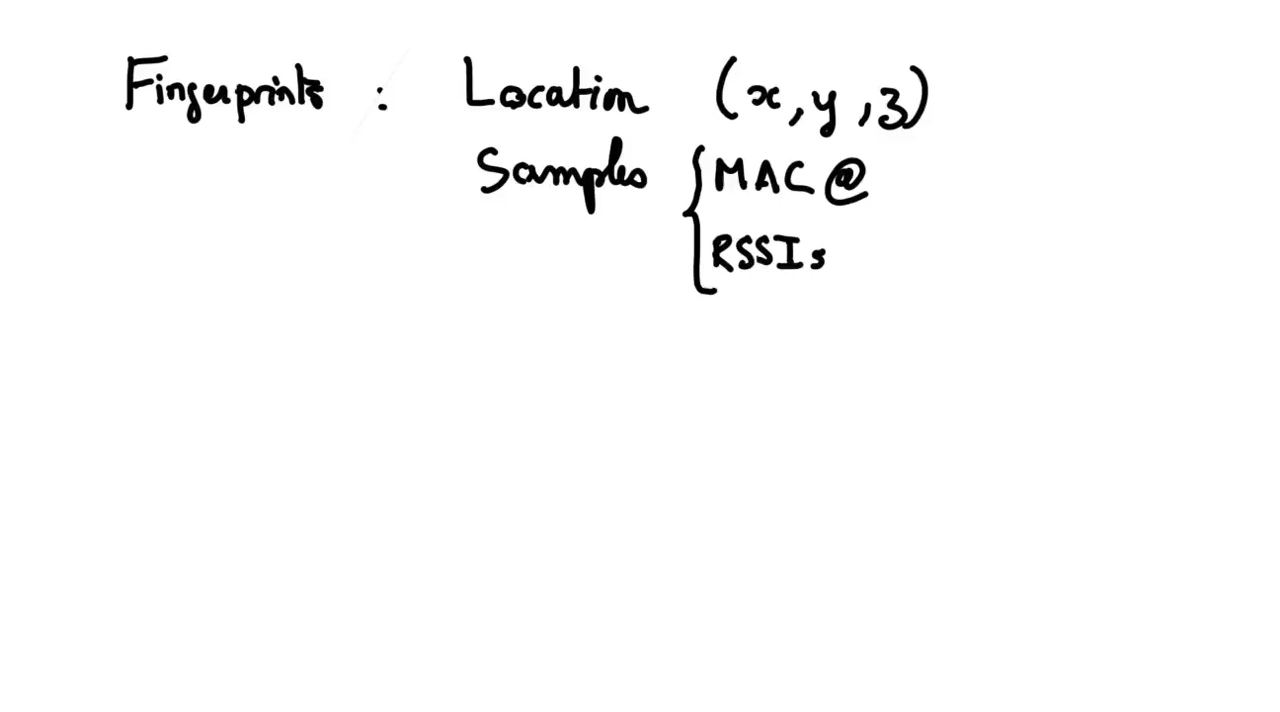 Fingerprints : Location (x, y, z)
Samples { MAC @
RSSIs